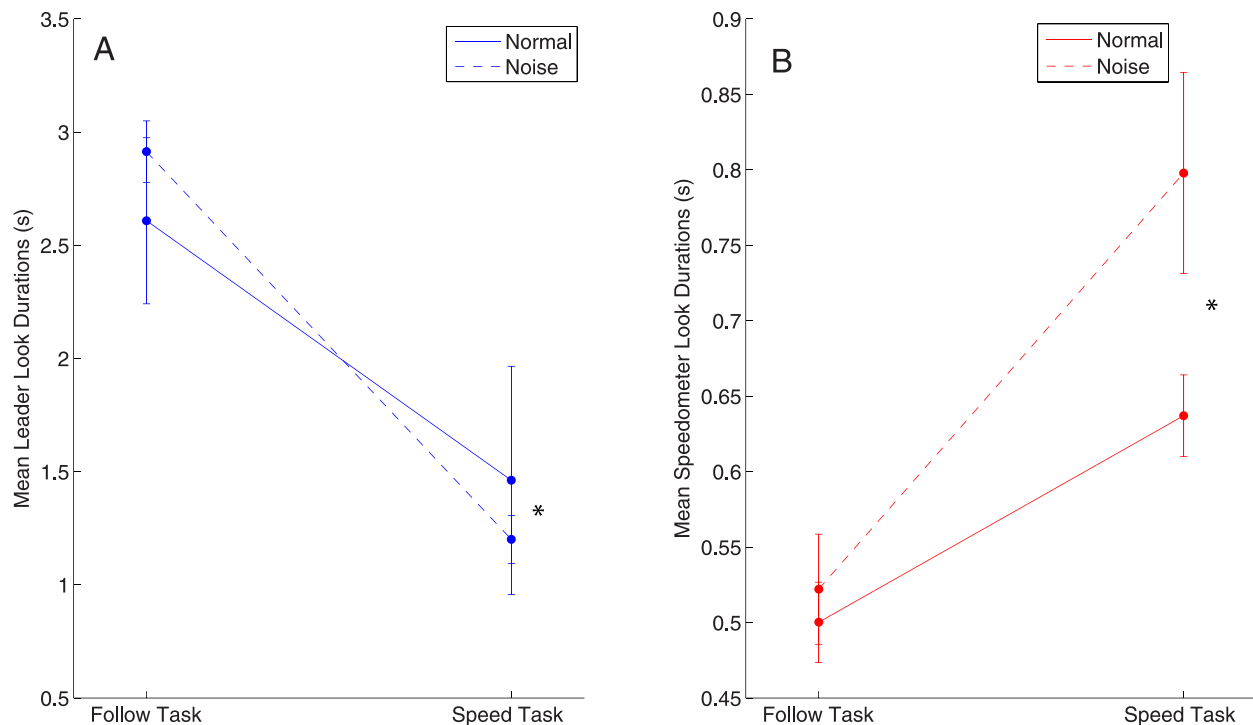 A
Normal
Noise
Mean Leader Look Durations (s)
3.5
3
2.5
2
1.5
1
0.5
*
Follow Task
Speed Task
B
Normal
Noise
Mean Speedometer Look Durations (s)
0.9
0.85
0.8
0.75
0.7
0.65
0.6
0.55
0.5
0.45
*
Follow Task
Speed Task